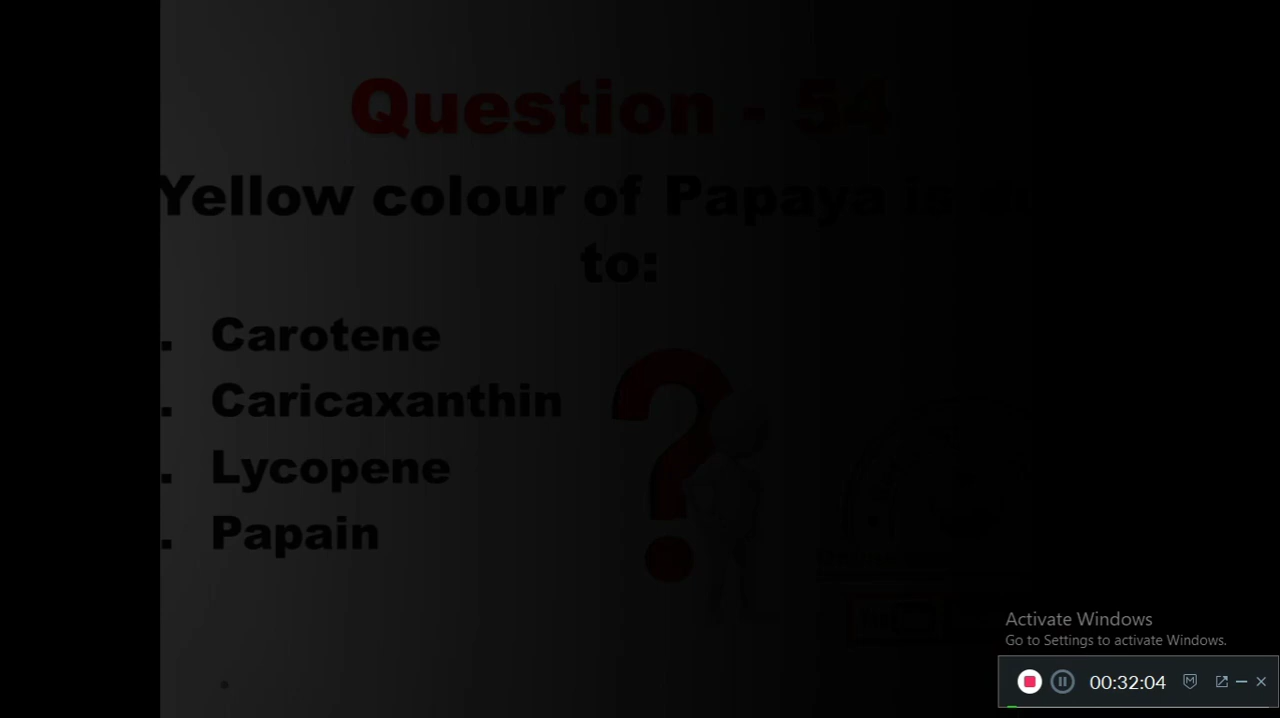 Question - 54
Yellow colour of Papaya is du
to:
. Carotene
. Caricaxanthin
. Lycopene
. Papain
Activate Windows
Go to Settings to activate Windows.
00:32:04